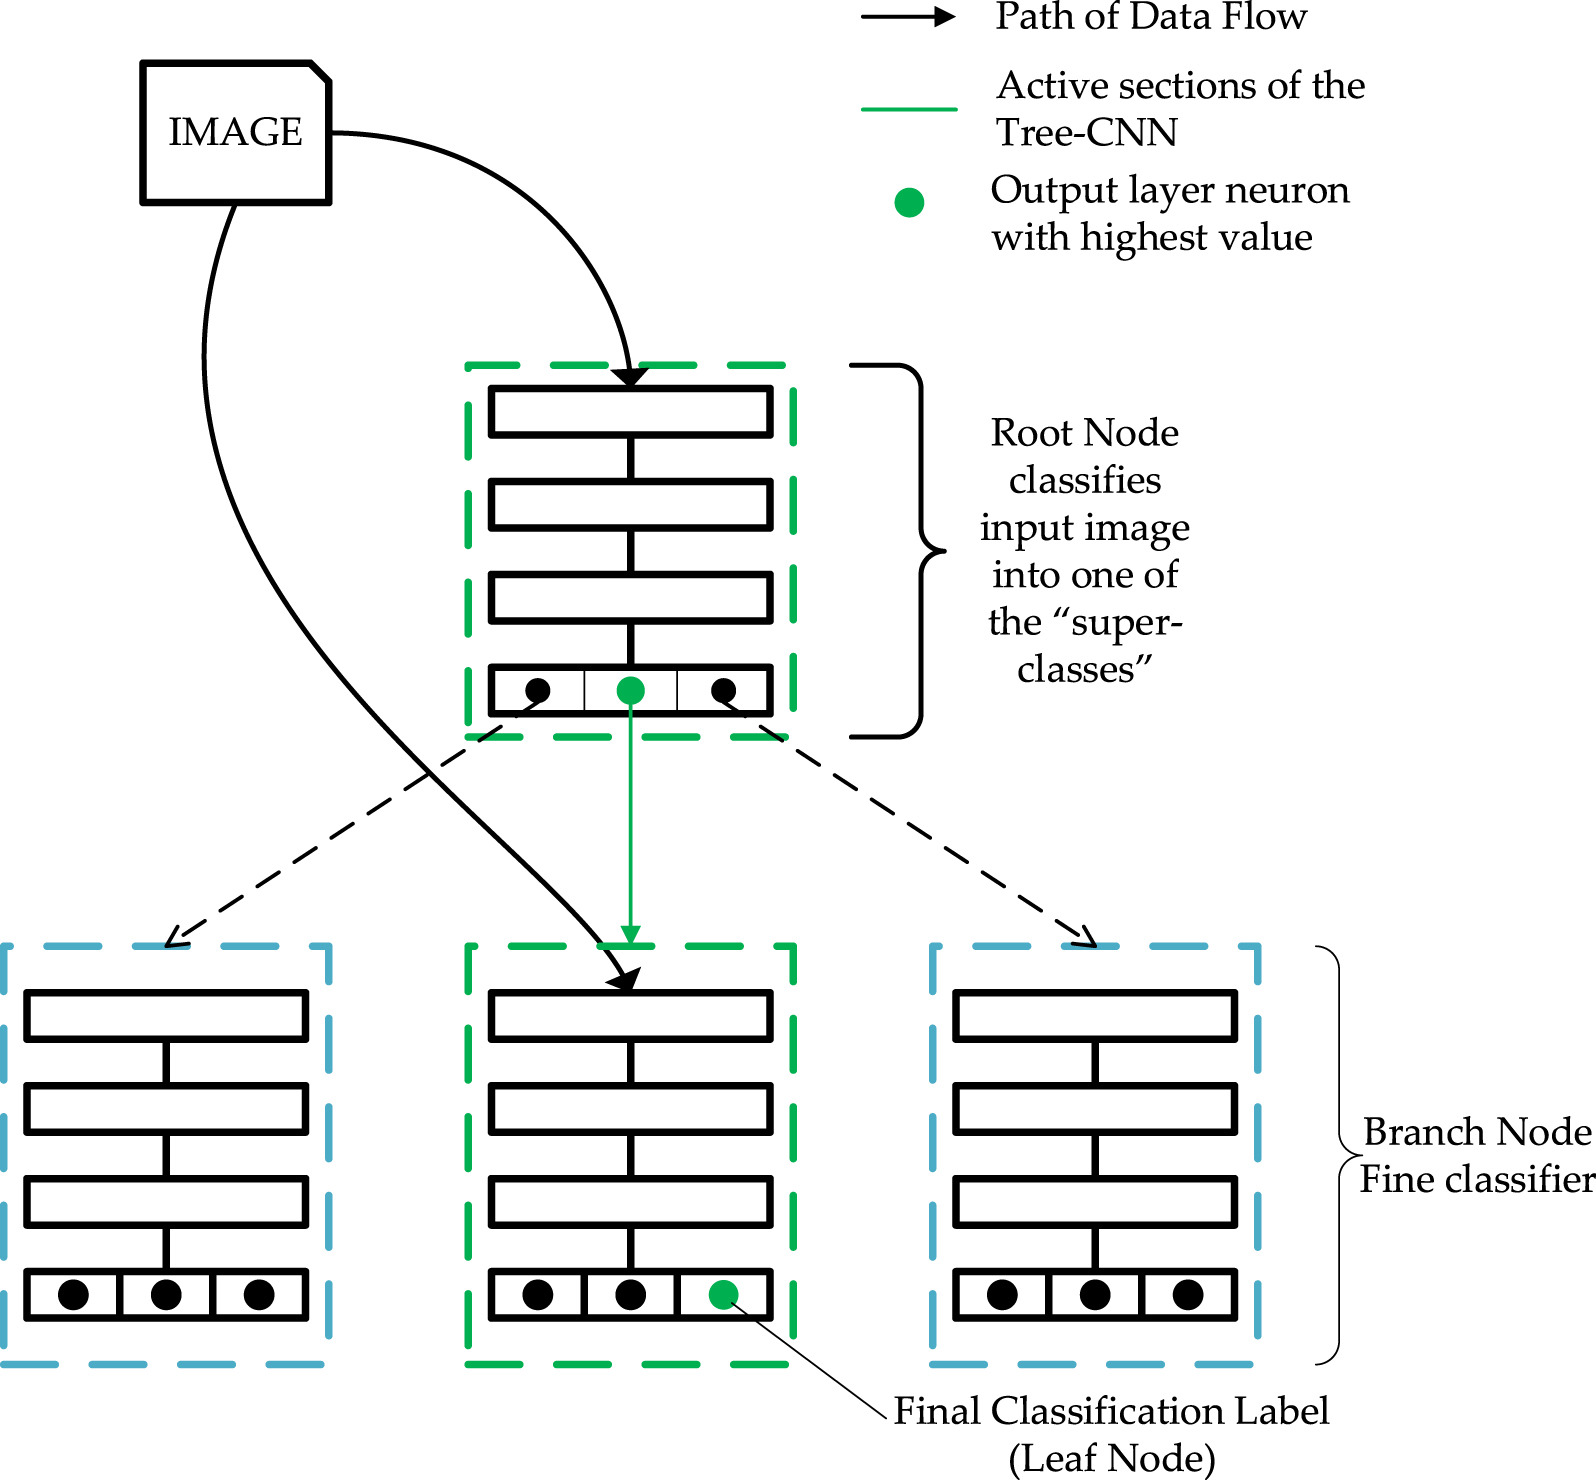 Path of Data Flow
Active sections of the
Tree-CNN
Output layer neuron
with highest value
IMAGE
Root Node
classifies
input image
into one of
the “super-
classes”
Branch Node
Fine classifier
Final Classification Label
(Leaf Node)